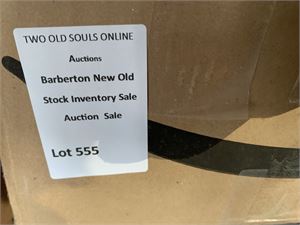 TWO OLD SOULS ONLINE
Auctions
Barberton New Old
Stock Inventory Sale
Auction Sale
Lot 555